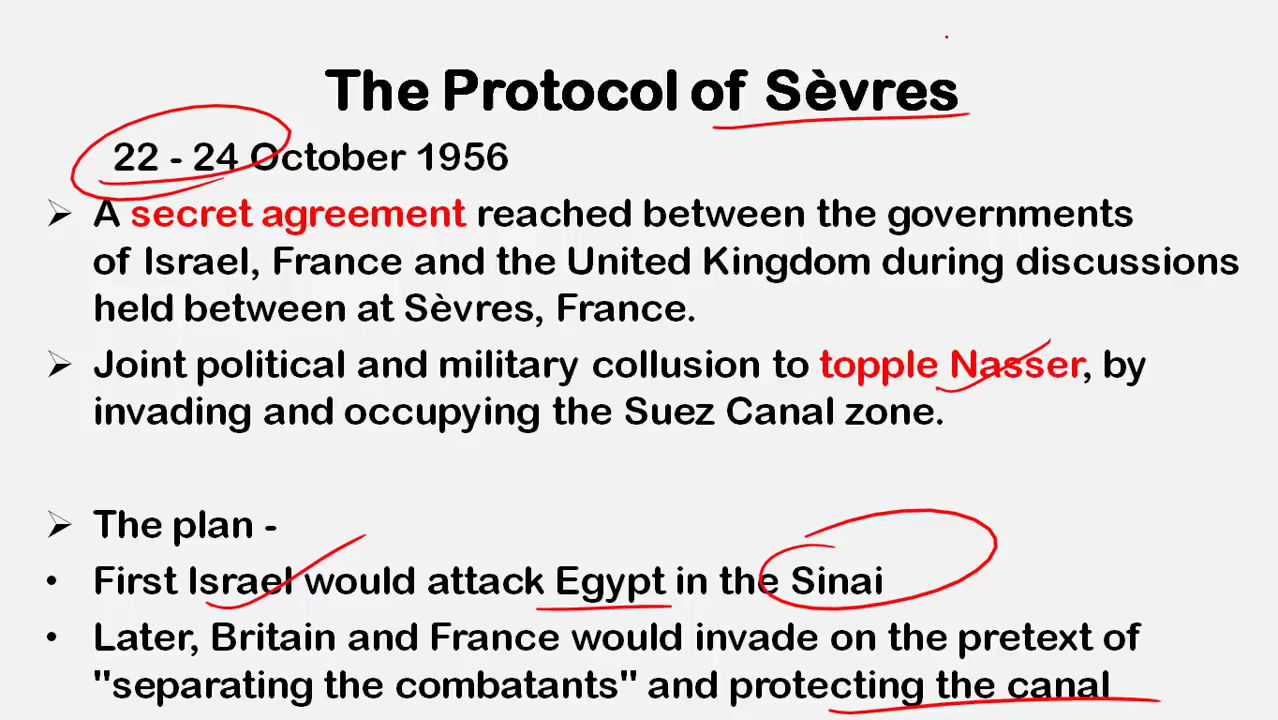 The Protocol of Sèvres
22 - 24 October 1956
➢ A secret agreement reached between the governments
of Israel, France and the United Kingdom during discussions
held between at Sèvres, France.
➢ Joint political and military collusion to topple Nasser, by
invading and occupying the Suez Canal zone.
➢ The plan -
• First Israel would attack Egypt in the Sinai
• Later, Britain and France would invade on the pretext of
"separating the combatants" and protecting the canal